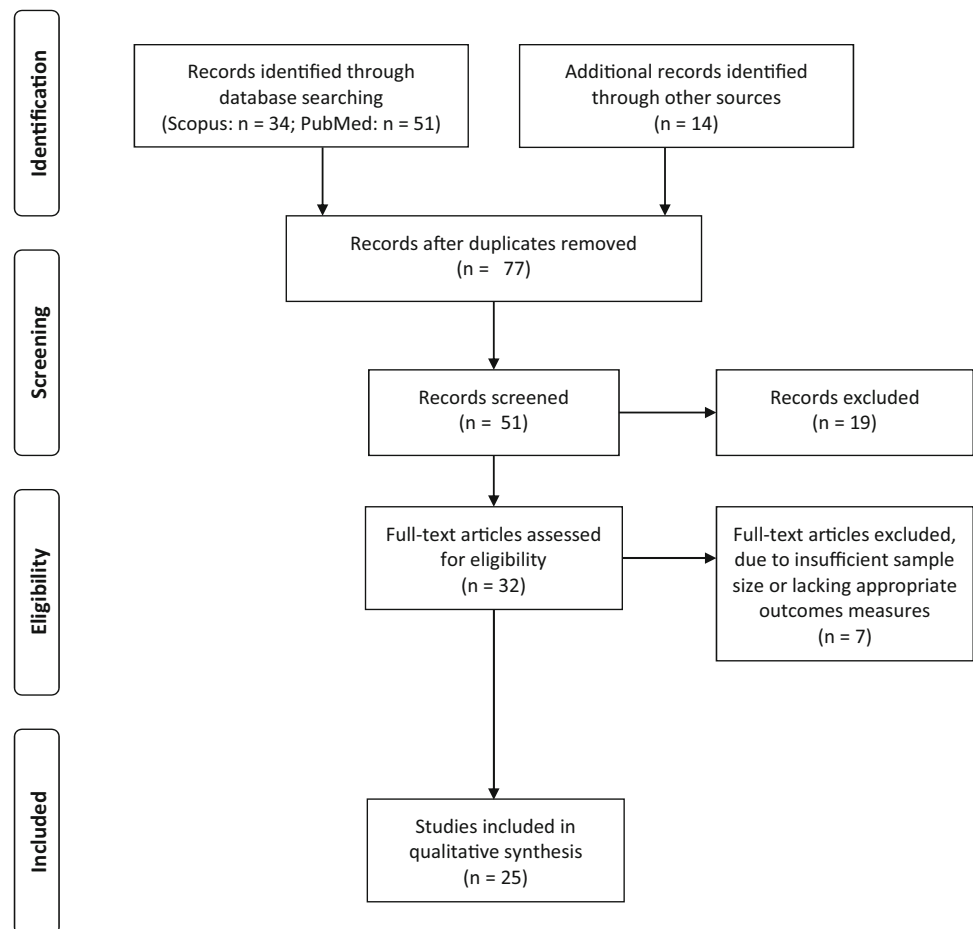 Identification
Records identified through
database searching
(Scopus: n = 34; PubMed: n = 51)
Additional records identified
through other sources
(n = 14)
Records after duplicates removed
(n = 77)
Screening
Records screened
(n = 51)
Records excluded
(n = 19)
Eligibility
Full-text articles assessed
for eligibility
(n = 32)
Full-text articles excluded,
due to insufficient sample
size or lacking appropriate
outcomes measures
(n = 7)
Included
Studies included in
qualitative synthesis
(n = 25)